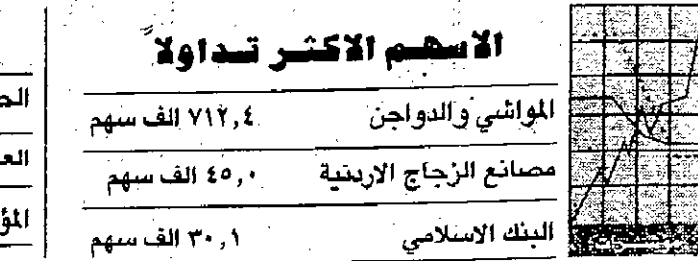 الاسهم الاكثر تداولاً
المواشي والدواجن ٧١٢,٤ الف سهم
مصانع الزجاج الاردنية ٤٥,٠ الف سهم
البنك الاسلامي ٣٠,١ الف سهم